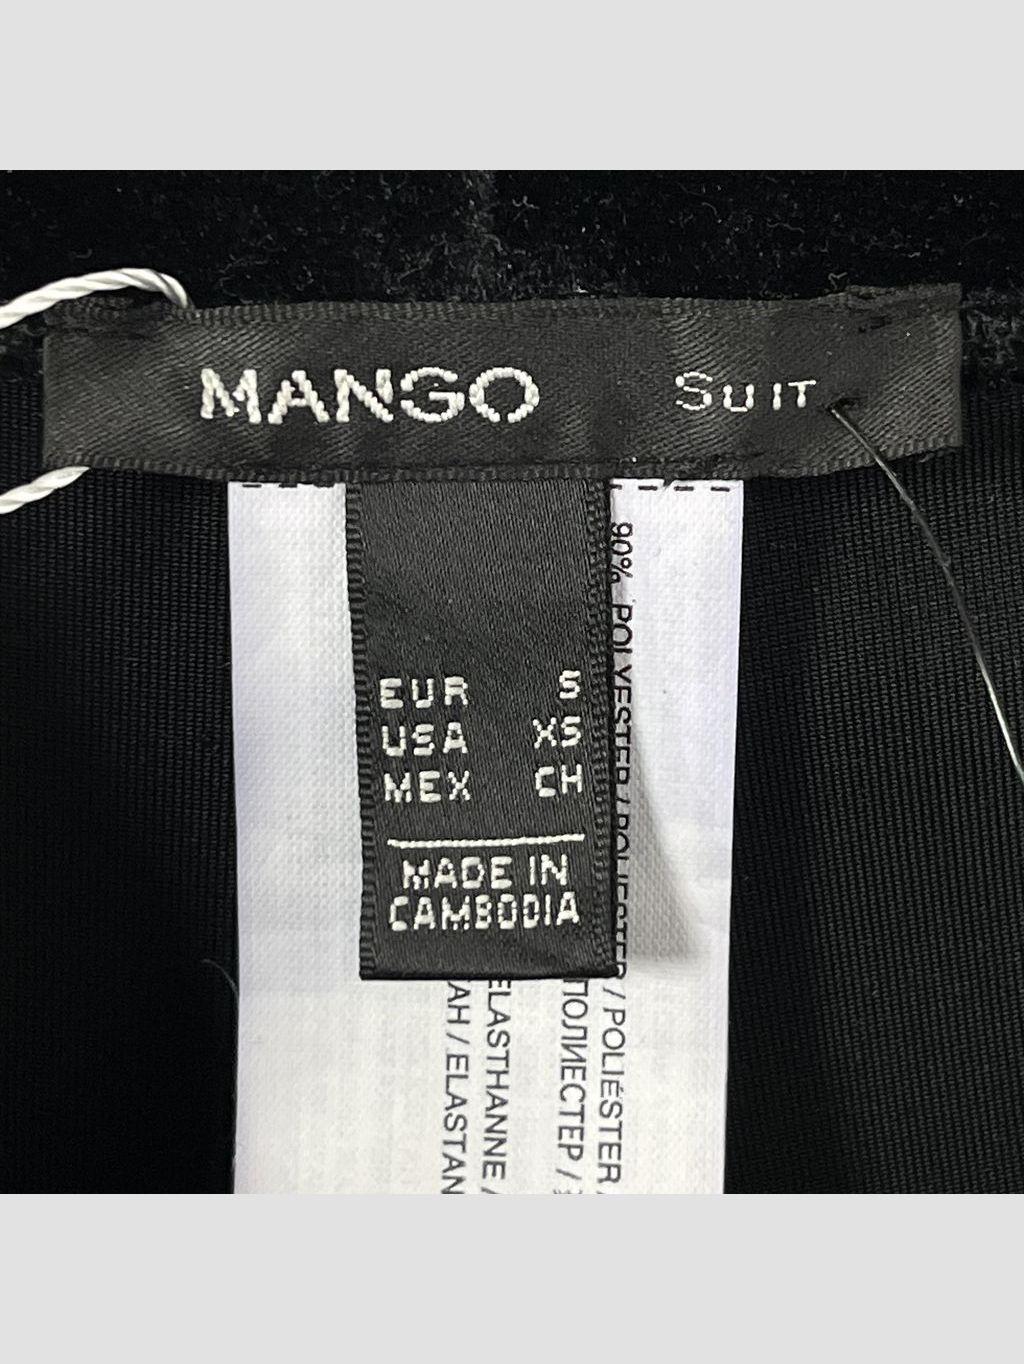 MANGO SUIT
EUR S
USA XS
MEX CH
MADE IN
CAMBODIA
90% POLYESTER / POLIESTER / POLIÉSTER /
ПОЛИЕСТЕР /
ELASTHANNE /
/ ELASTAN